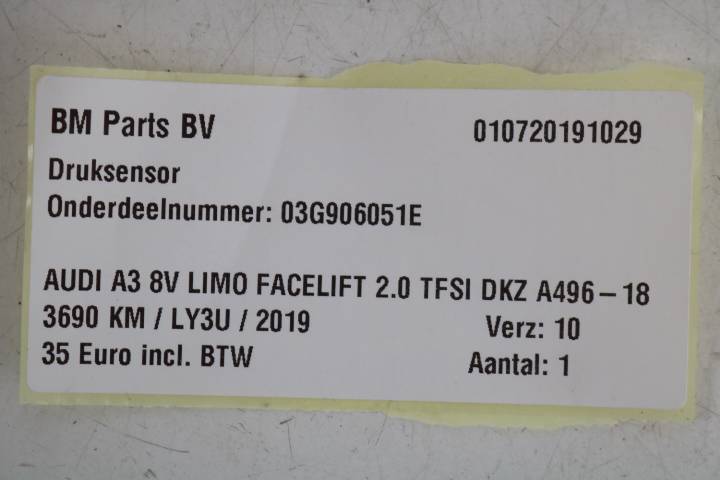 BM Parts BV 010720191029
Druksensor
Onderdeelnummer: 03G906051E
AUDI A3 8V LIMO FACELIFT 2.0 TFSI DKZ A496-18
3690 KM / LY3U / 2019 Verz: 10
35 Euro incl. BTW Aantal: 1